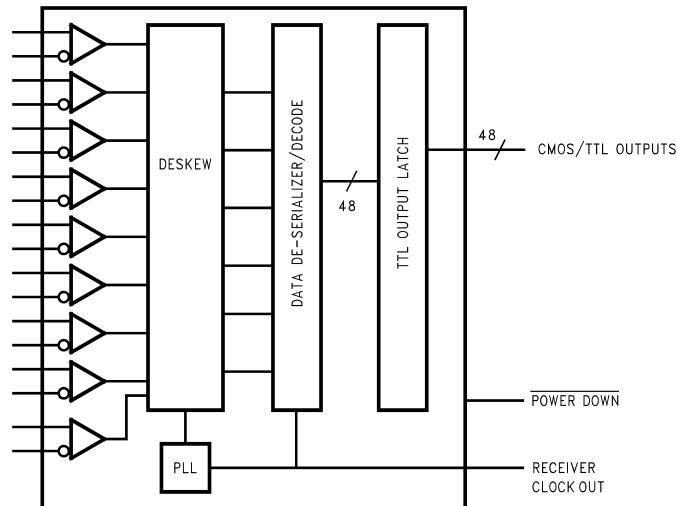 DESKEW
DATA DE-SERIALIZER/DECODE
48
TTL OUTPUT LATCH
48
CMOS/TTL OUTPUTS
POWER DOWN
PLL
RECEIVER
CLOCK OUT